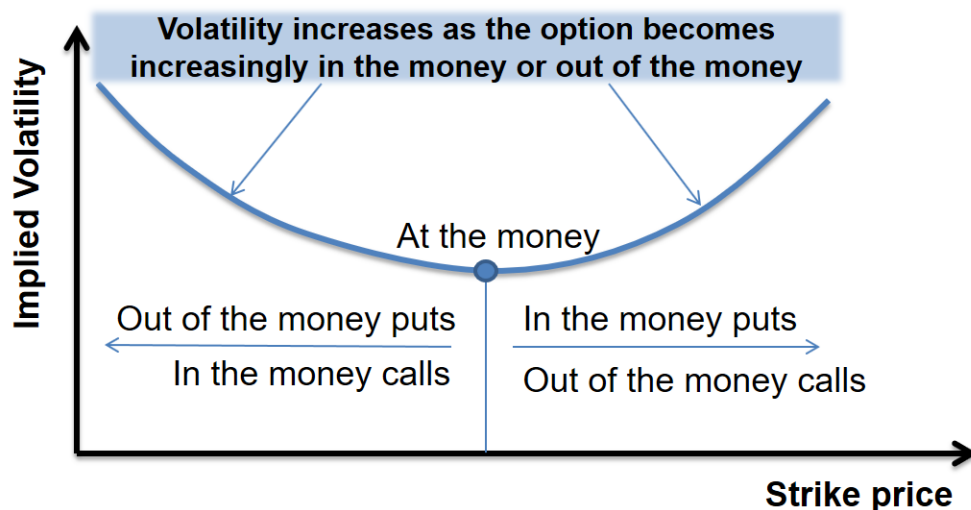 Volatility increases as the option becomes
increasingly in the money or out of the money
Implied Volatility
At the money
Out of the money puts
In the money calls
In the money puts
Out of the money calls
Strike price